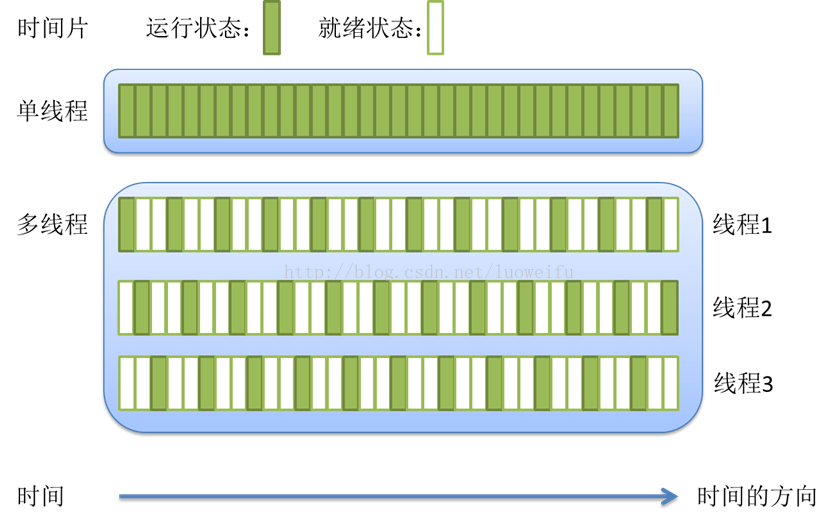 时间片 运行状态： 就绪状态：
单线程
多线程 线程1
http://blog.csdn.net/luoweifu
线程2
线程3
时间 时间的方向